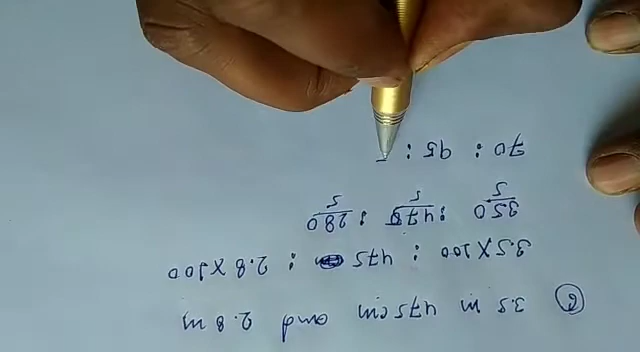 6 3.5 m 475cm and 2.8 m
3.5 X 100 : 475 : 2.8 X 100
350/5 : 475/5 : 280/5
70 : 95 :